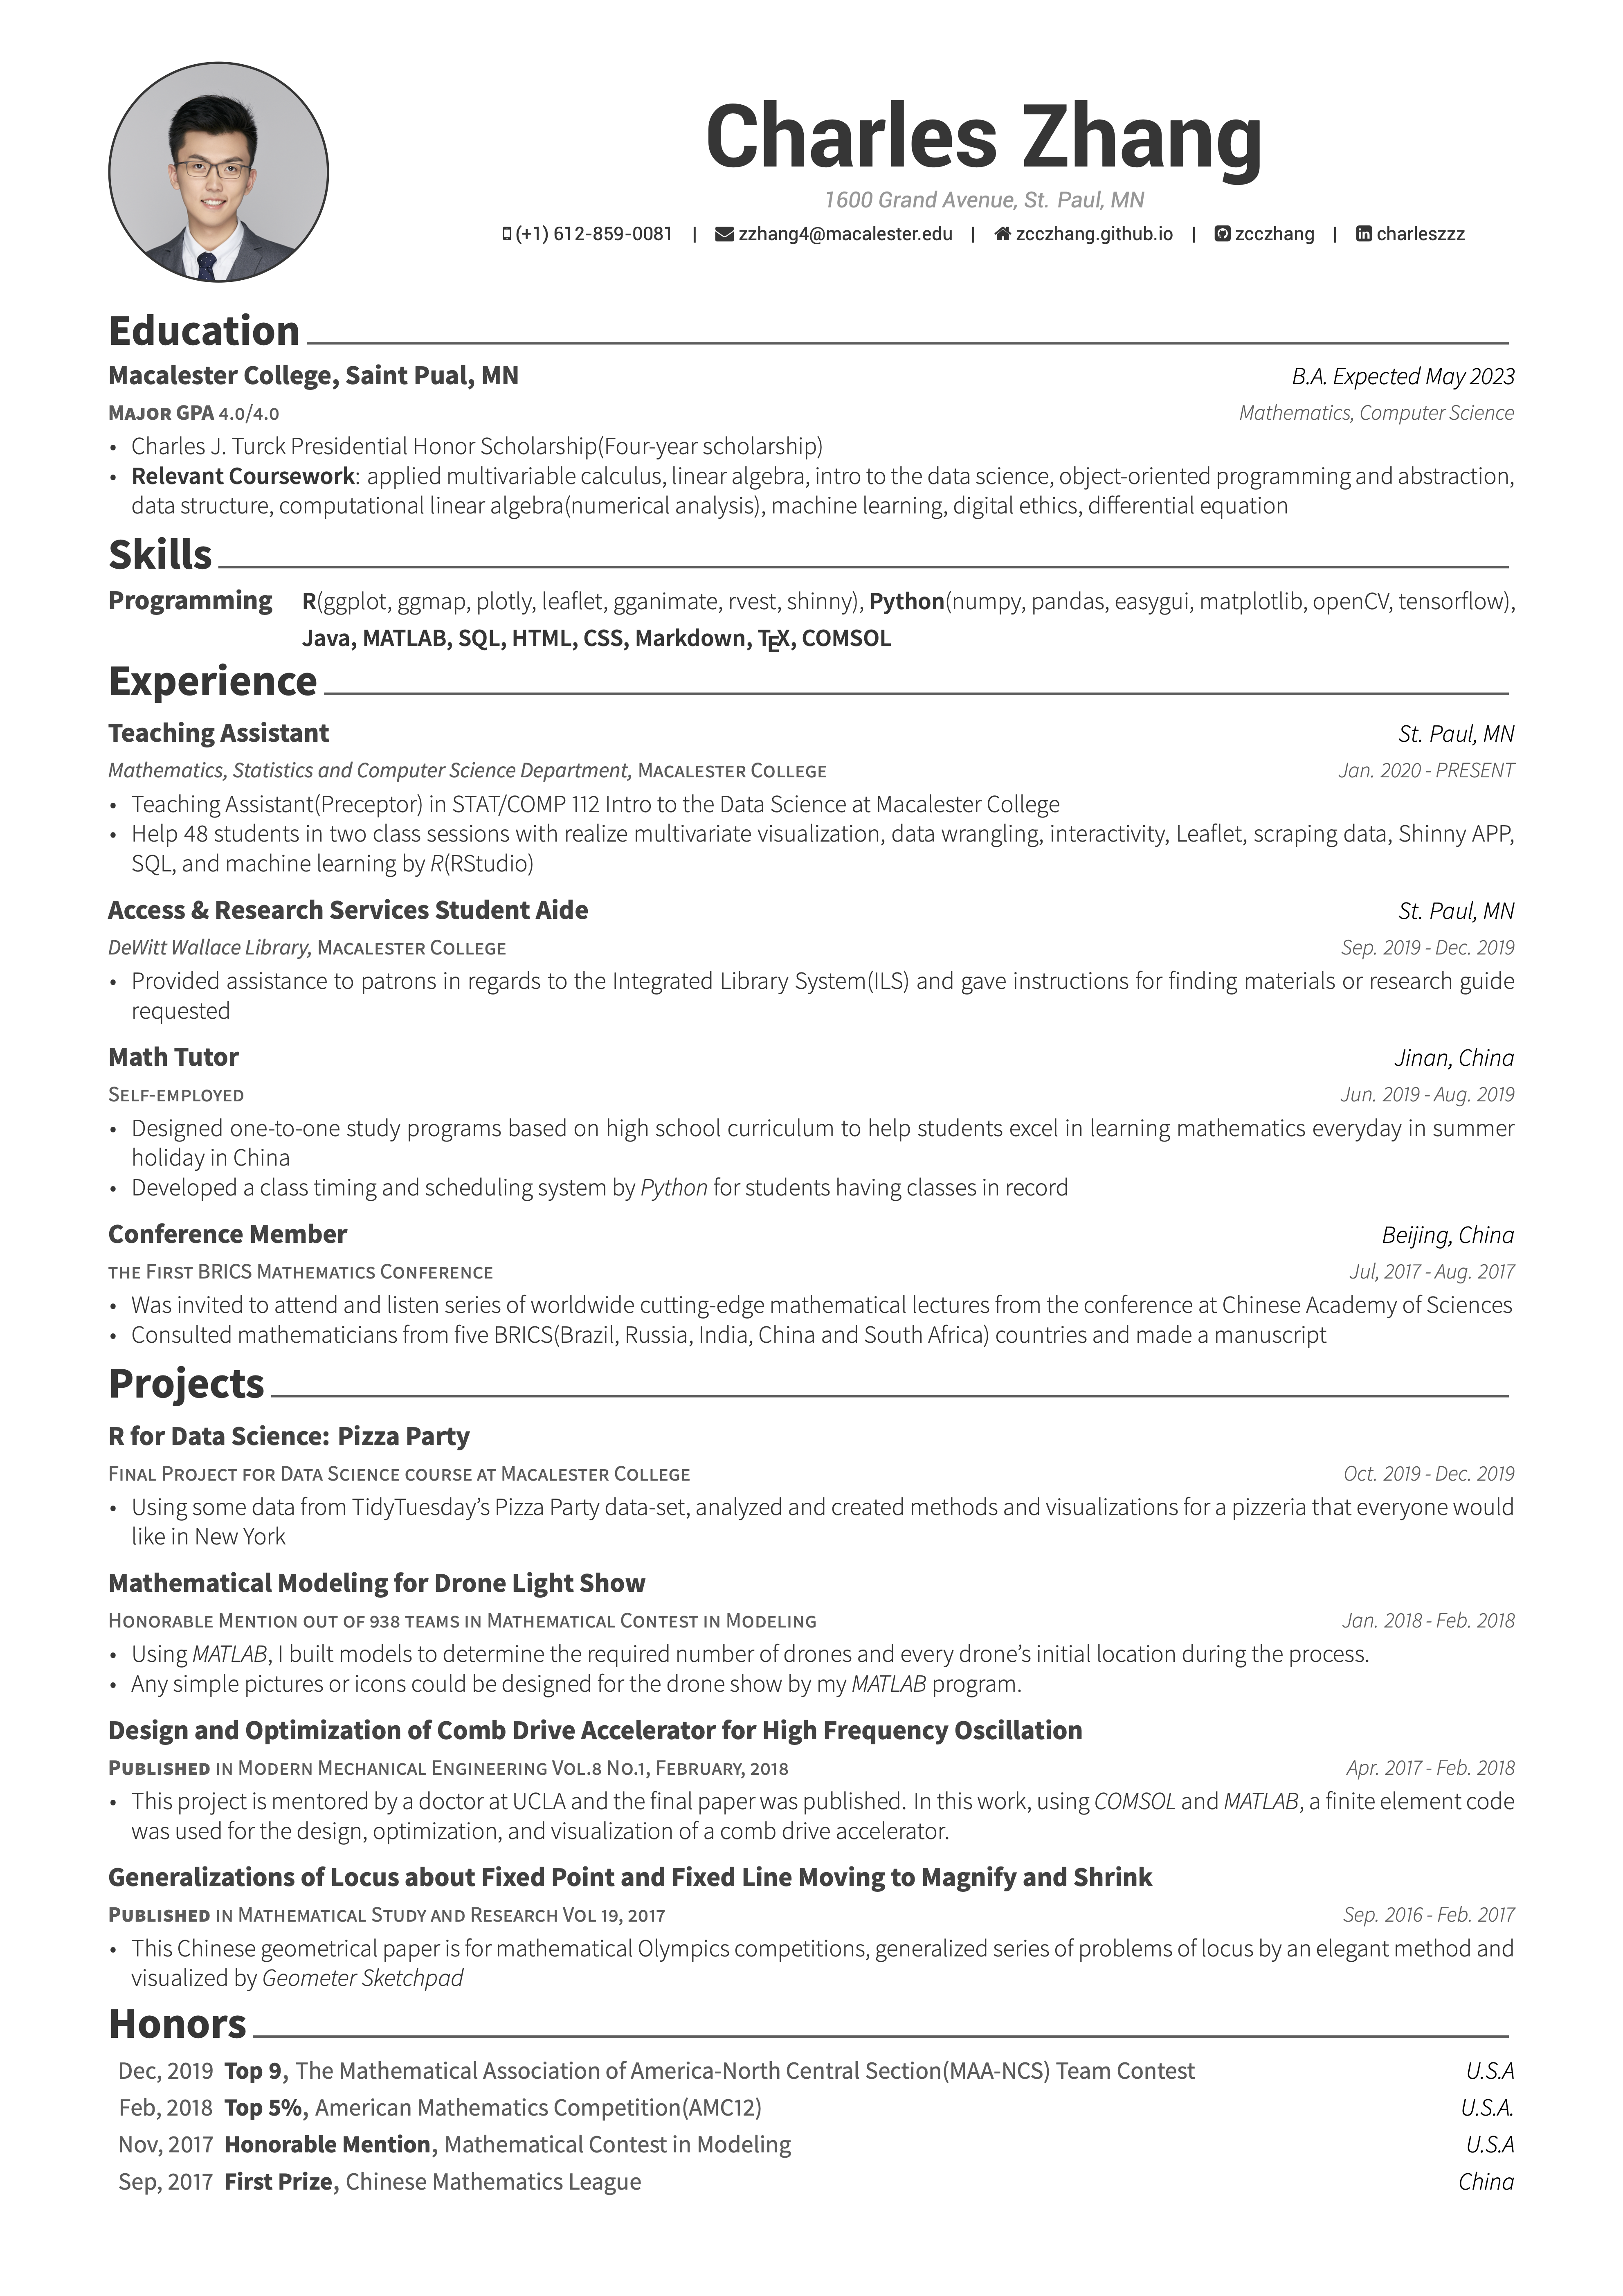 Charles Zhang
1600 Grand Avenue, St. Paul, MN
(+1) 612-859-0081 | zzhang4@macalester.edu | zcczhang.github.io | zcczhang | charleszzz
Education
Macalester College, Saint Pual, MN B.A. Expected May 2023
Major GPA 4.0/4.0 Mathematics, Computer Science
• Charles J. Turck Presidential Honor Scholarship(Four-year scholarship)
• Relevant Coursework: applied multivariable calculus, linear algebra, intro to the data science, object-oriented programming and abstraction,
data structure, computational linear algebra(numerical analysis), machine learning, digital ethics, differential equation
Skills
Programming R(ggplot, ggmap, plotly, leaflet, gganimate, rvest, shinny), Python(numpy, pandas, easygui, matplotlib, openCV, tensorflow),
Java, MATLAB, SQL, HTML, CSS, Markdown, TEX, COMSOL
Experience
Teaching Assistant St. Paul, MN
Mathematics, Statistics and Computer Science Department, Macalester College Jan. 2020 - PRESENT
• Teaching Assistant(Preceptor) in STAT/COMP 112 Intro to the Data Science at Macalester College
• Help 48 students in two class sessions with realize multivariate visualization, data wrangling, interactivity, Leaflet, scraping data, Shinny APP,
SQL, and machine learning by R(RStudio)
Access & Research Services Student Aide St. Paul, MN
DeWitt Wallace Library, Macalester College Sep. 2019 - Dec. 2019
• Provided assistance to patrons in regards to the Integrated Library System(ILS) and gave instructions for finding materials or research guide
requested
Math Tutor Jinan, China
Self-employed Jun. 2019 - Aug. 2019
• Designed one-to-one study programs based on high school curriculum to help students excel in learning mathematics everyday in summer
holiday in China
• Developed a class timing and scheduling system by Python for students having classes in record
Conference Member Beijing, China
the First BRICS Mathematics Conference Jul, 2017 - Aug. 2017
• Was invited to attend and listen series of worldwide cutting-edge mathematical lectures from the conference at Chinese Academy of Sciences
• Consulted mathematicians from five BRICS(Brazil, Russia, India, China and South Africa) countries and made a manuscript
Projects
R for Data Science: Pizza Party
Final Project for Data Science course at Macalester College Oct. 2019 - Dec. 2019
• Using some data from TidyTuesday's Pizza Party data-set, analyzed and created methods and visualizations for a pizzeria that everyone would
like in New York
Mathematical Modeling for Drone Light Show
Honorable Mention out of 938 teams in Mathematical Contest in Modeling Jan. 2018 - Feb. 2018
• Using MATLAB, I built models to determine the required number of drones and every drone's initial location during the process.
• Any simple pictures or icons could be designed for the drone show by my MATLAB program.
Design and Optimization of Comb Drive Accelerator for High Frequency Oscillation
Published in Modern Mechanical Engineering Vol.8 No.1, February, 2018 Apr. 2017 - Feb. 2018
• This project is mentored by a doctor at UCLA and the final paper was published. In this work, using COMSOL and MATLAB, a finite element code
was used for the design, optimization, and visualization of a comb drive accelerator.
Generalizations of Locus about Fixed Point and Fixed Line Moving to Magnify and Shrink
Published in Mathematical Study and Research Vol 19, 2017 Sep. 2016 - Feb. 2017
• This Chinese geometrical paper is for mathematical Olympics competitions, generalized series of problems of locus by an elegant method and
visualized by Geometer Sketchpad
Honors
Dec, 2019 Top 9, The Mathematical Association of America-North Central Section(MAA-NCS) Team Contest U.S.A
Feb, 2018 Top 5%, American Mathematics Competition(AMC12) U.S.A.
Nov, 2017 Honorable Mention, Mathematical Contest in Modeling U.S.A
Sep, 2017 First Prize, Chinese Mathematics League China